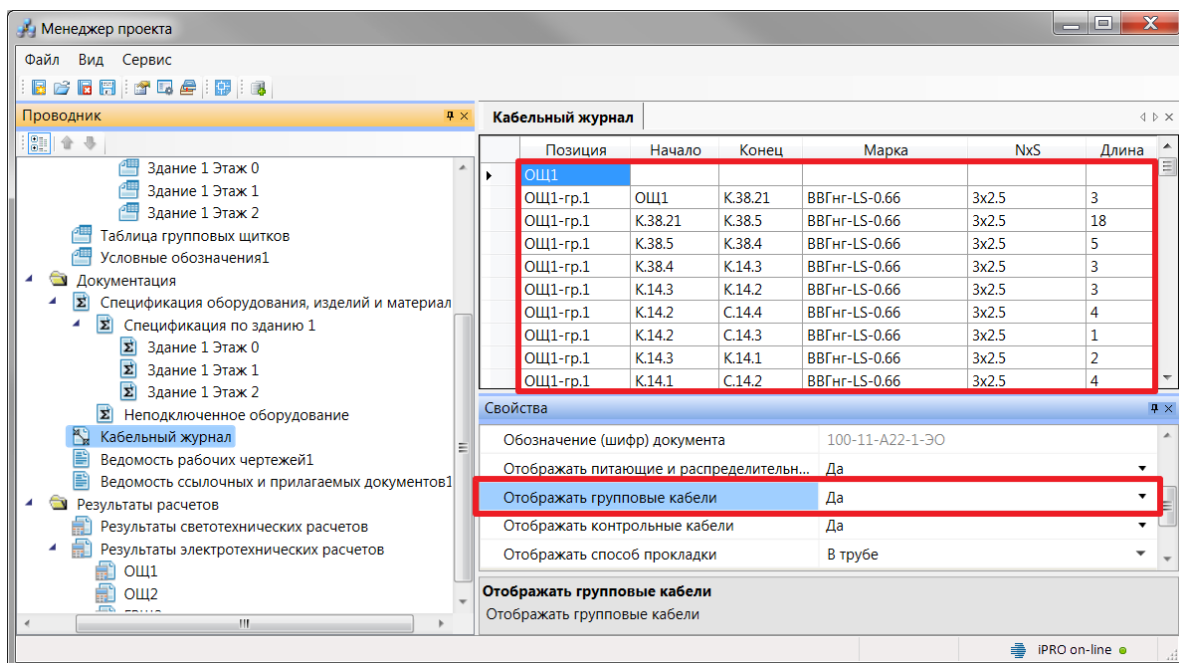 Менеджер проекта
Файл Вид Сервис
Проводник
Здание 1 Этаж 0
Здание 1 Этаж 1
Здание 1 Этаж 2
Таблица групповых щитков
Условные обозначения1
Документация
Спецификация оборудования, изделий и материал
Спецификация по зданию 1
Здание 1 Этаж 0
Здание 1 Этаж 1
Здание 1 Этаж 2
Неподключенное оборудование
Кабельный журнал
Ведомость рабочих чертежей1
Ведомость ссылочных и прилагаемых документов1
Результаты расчетов
Результаты светотехнических расчетов
Результаты электротехнических расчетов
ОЩ1
ОЩ2
Кабельный журнал
Позиция Начало Конец Марка NxS Длина
ОЩ1
ОЩ1-гр.1 ОЩ1 К.38.21 ВВГнг-LS-0.66 3x2.5 3
ОЩ1-гр.1 К.38.21 К.38.5 ВВГнг-LS-0.66 3x2.5 18
ОЩ1-гр.1 К.38.5 К.38.4 ВВГнг-LS-0.66 3x2.5 5
ОЩ1-гр.1 К.38.4 К.14.3 ВВГнг-LS-0.66 3x2.5 3
ОЩ1-гр.1 К.14.3 К.14.2 ВВГнг-LS-0.66 3x2.5 3
ОЩ1-гр.1 К.14.2 С.14.4 ВВГнг-LS-0.66 3x2.5 4
ОЩ1-гр.1 К.14.2 С.14.3 ВВГнг-LS-0.66 3x2.5 1
ОЩ1-гр.1 К.14.3 К.14.1 ВВГнг-LS-0.66 3x2.5 2
ОЩ1-гр.1 К.14.1 С.14.2 ВВГнг-LS-0.66 3x2.5 4
Свойства
Обозначение (шифр) документа 100-11-А22-1-ЭО
Отображать питающие и распределительн... Да
Отображать групповые кабели Да
Отображать контрольные кабели Да
Отображать способ прокладки В трубе
Отображать групповые кабели
Отображать групповые кабели
iPRO on-line